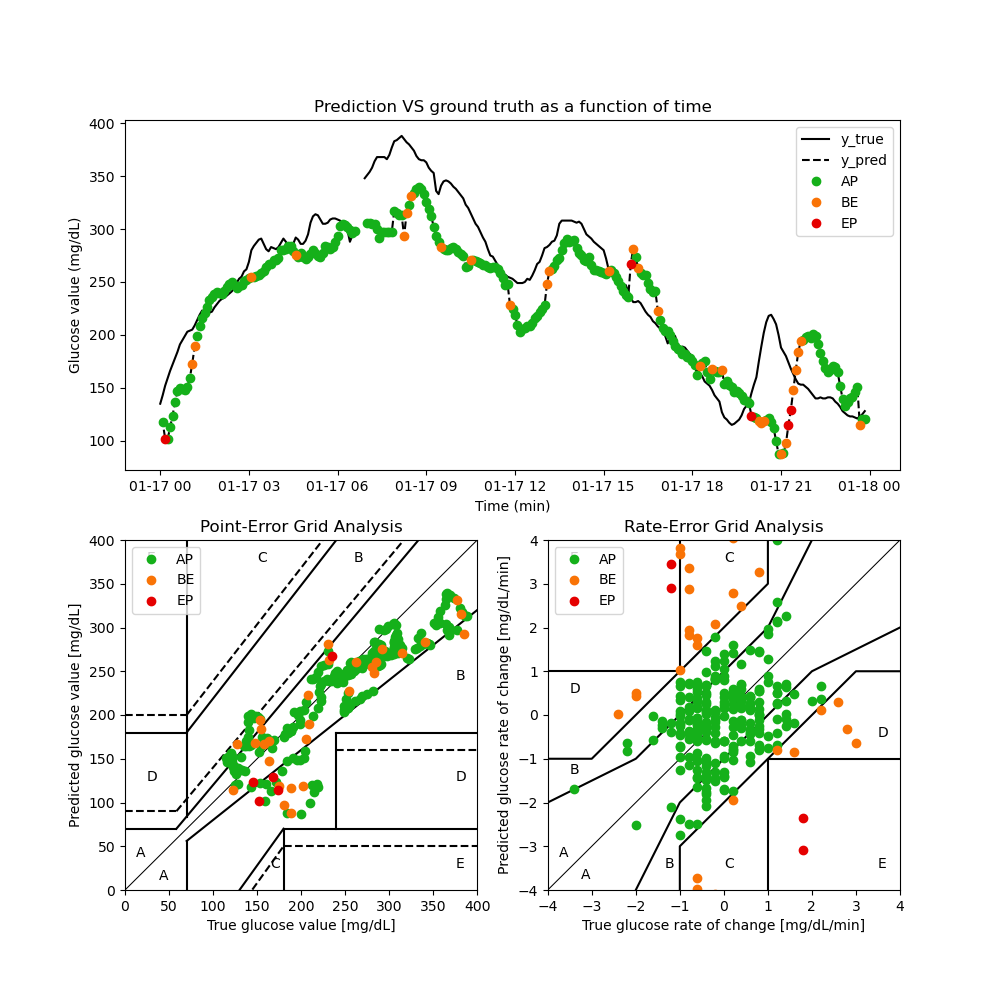 Prediction VS ground truth as a function of time
Glucose value (mg/dL)
400
350
300
250
200
150
100
y_true
y_pred
AP
BE
EP
01-17 00 01-17 03 01-17 06 01-17 09 01-17 12 01-17 15 01-17 18 01-17 21 01-18 00
Time (min)
Point-Error Grid Analysis
Predicted glucose value [mg/dL]
400
350
300
250
200
150
100
50
0
AP
BE
EP
C
B
B
D
D
A
A
C
E
0 50 100 150 200 250 300 350 400
True glucose value [mg/dL]
Rate-Error Grid Analysis
Predicted glucose rate of change [mg/dL/min]
4
3
2
1
0
−1
−2
−3
−4
AP
BE
EP
C
D
D
B
A
A
B
C
E
−4 −3 −2 −1 0 1 2 3 4
True glucose rate of change [mg/dL/min]